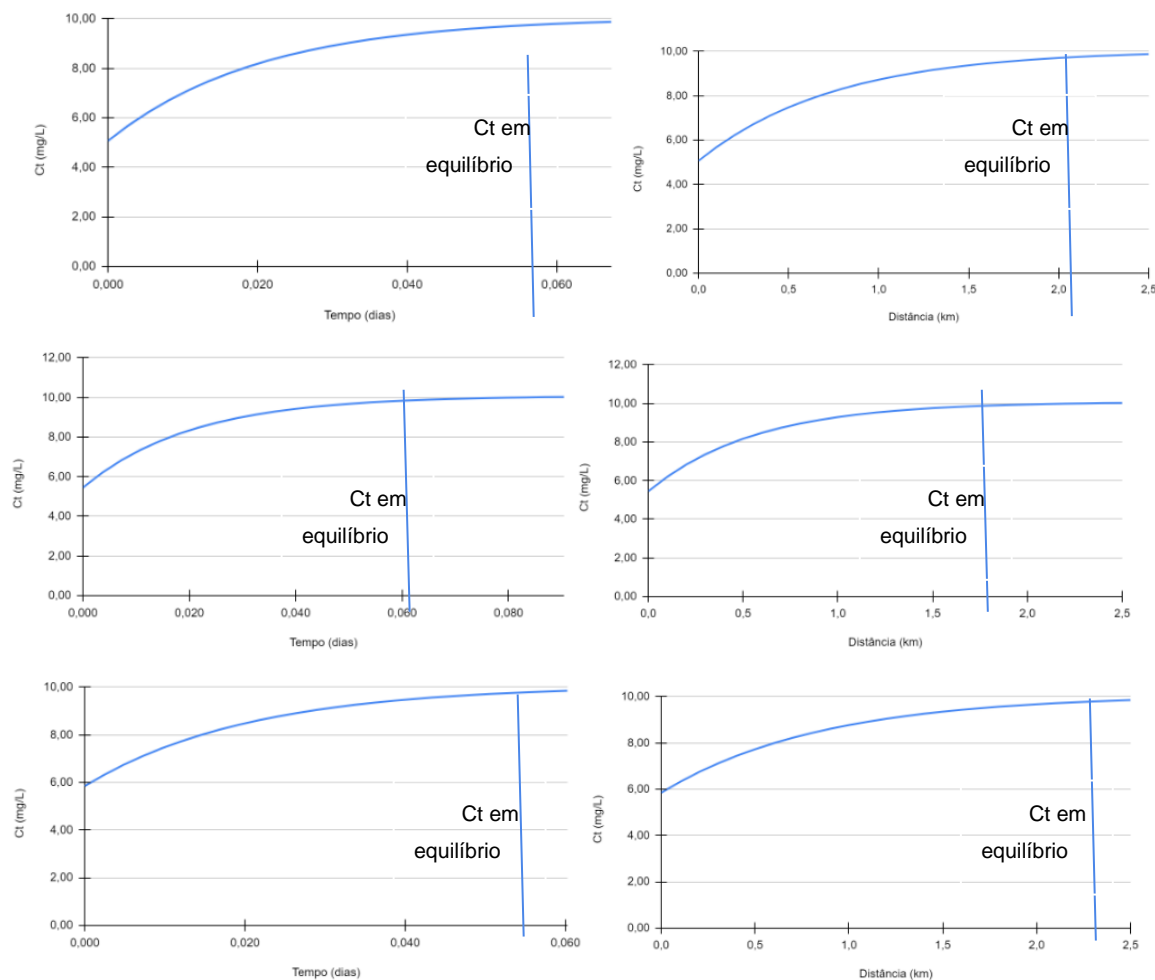 10,00
8,00
6,00
4,00
2,00
0,00
Ct (mg/L)
Ct em
equilíbrio
0,000
0,020
0,040
0,060
Tempo (dias)
10,00
8,00
6,00
4,00
2,00
0,00
Ct (mg/L)
Ct em
equilíbrio
0,0
0,5
1,0
1,5
2,0
2,5
Distância (km)
12,00
10,00
8,00
6,00
4,00
2,00
0,00
Ct (mg/L)
Ct em
equilíbrio
0,000
0,020
0,040
0,060
0,080
Tempo (dias)
12,00
10,00
8,00
6,00
4,00
2,00
0,00
Ct (mg/L)
Ct em
equilíbrio
0,0
0,5
1,0
1,5
2,0
2,5
Distância (km)
10,00
8,00
6,00
4,00
2,00
0,00
Ct (mg/L)
Ct em
equilíbrio
0,000
0,020
0,040
0,060
Tempo (dias)
10,00
8,00
6,00
4,00
2,00
0,00
Ct (mg/L)
Ct em
equilíbrio
0,0
0,5
1,0
1,5
2,0
2,5
Distância (km)